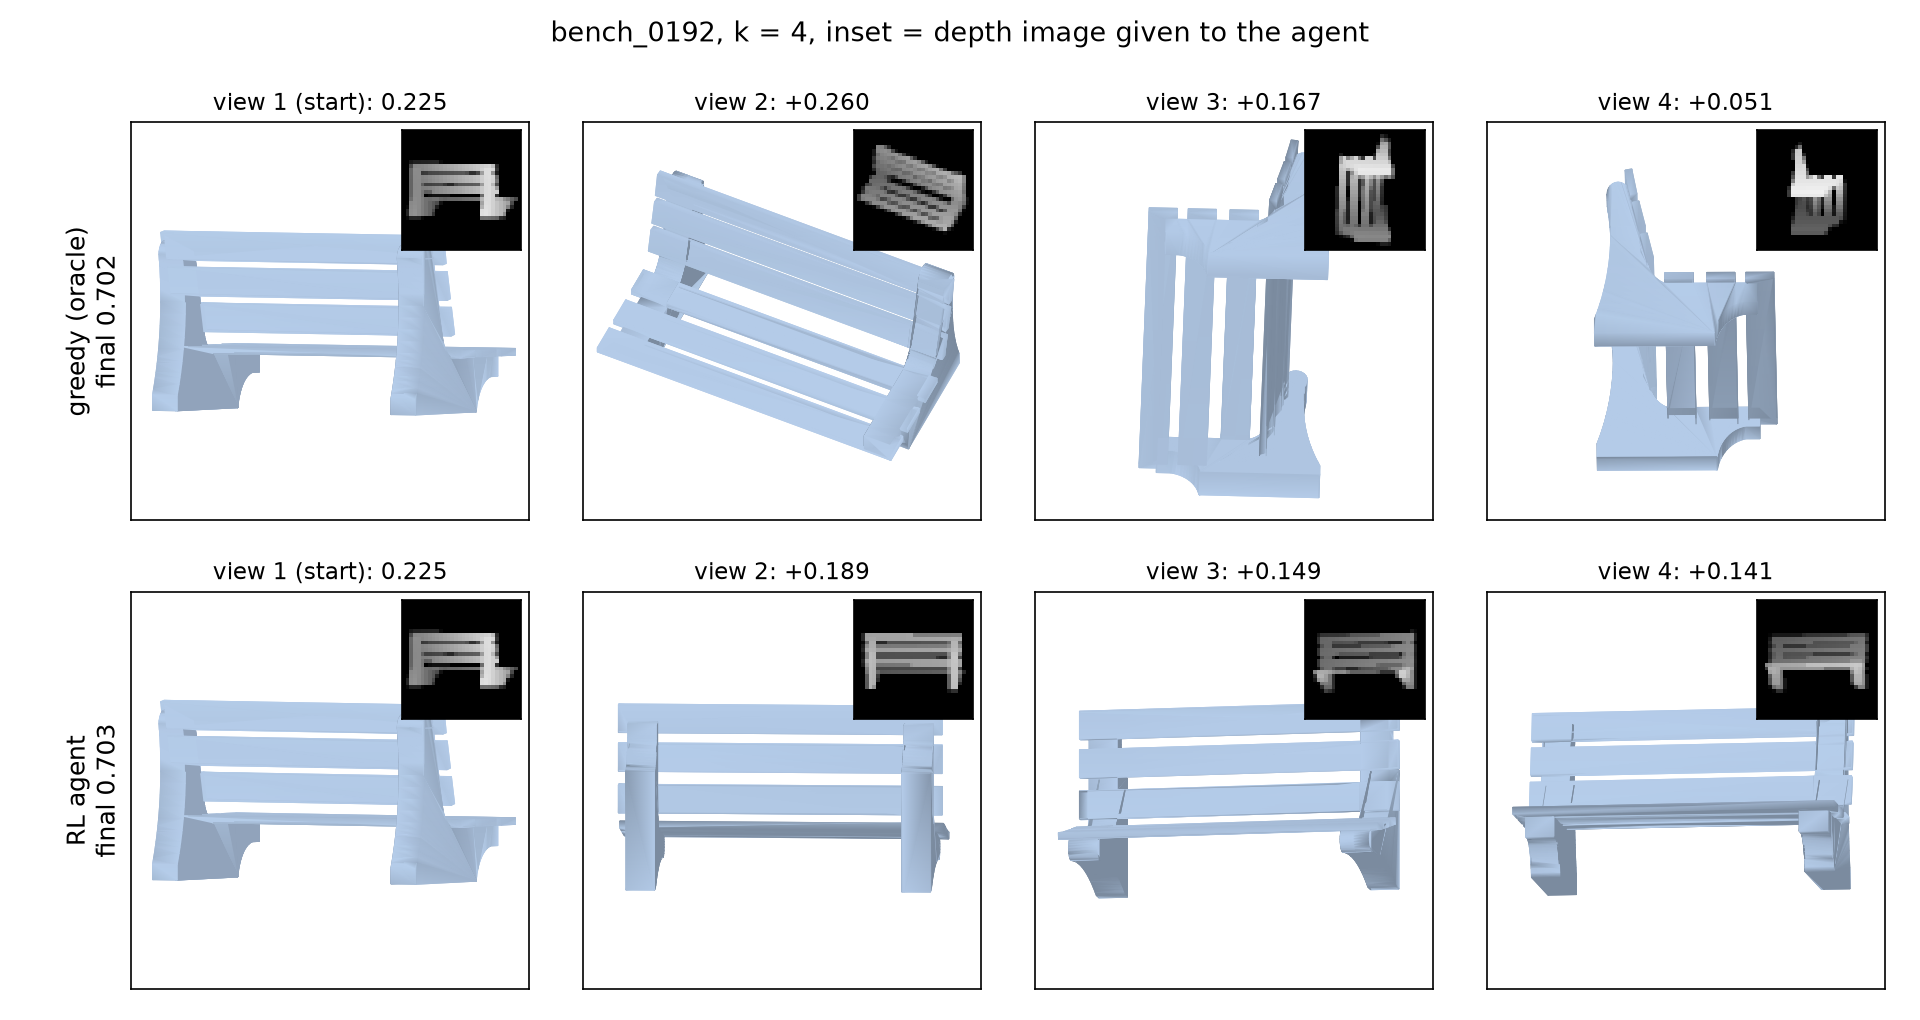 bench_0192, k = 4, inset = depth image given to the agent
greedy (oracle)
final 0.702
view 1 (start): 0.225
view 2: +0.260
view 3: +0.167
view 4: +0.051
RL agent
final 0.703
view 1 (start): 0.225
view 2: +0.189
view 3: +0.149
view 4: +0.141